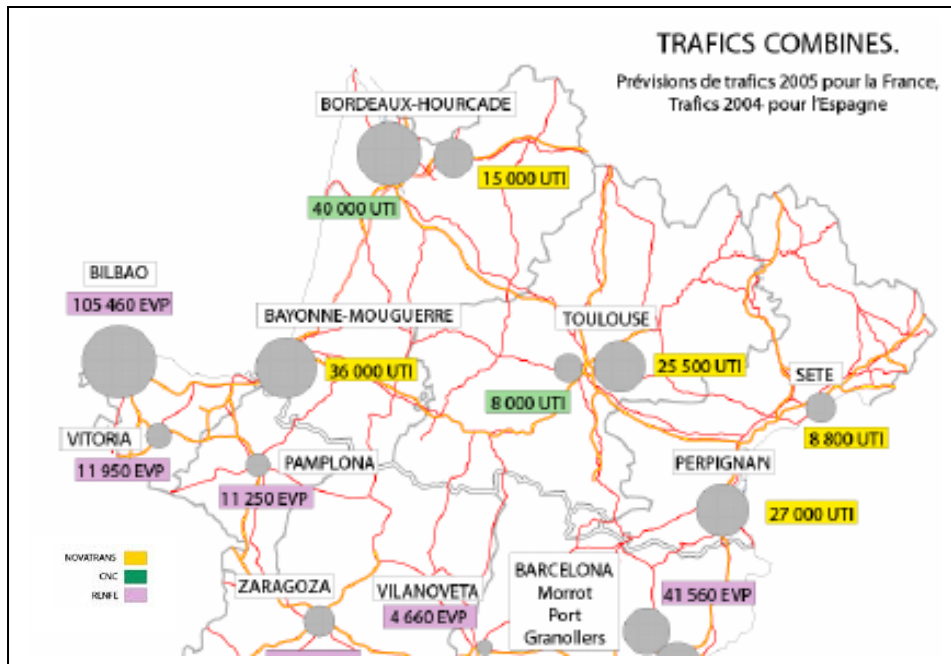 TRAFICS COMBINES.
Prévisions de trafics 2005 pour la France,
Trafics 2004 pour l'Espagne
BORDEAUX-HOURCADE
15 000 UTI
40 000 UTI
BILBAO
105 460 EVP
BAYONNE-MOUGUERRE
TOULOUSE
36 000 UTI
25 500 UTI
SETE
8 000 UTI
8 800 UTI
VITORIA
11 950 EVP
PAMPLONA
PERPIGNAN
11 250 EVP
27 000 UTI
NOVATRANS
CNC
RENFE
ZARAGOZA
VILANOVETA
4 660 EVP
BARCELONA
Morrot
Port
Granollers
41 560 EVP